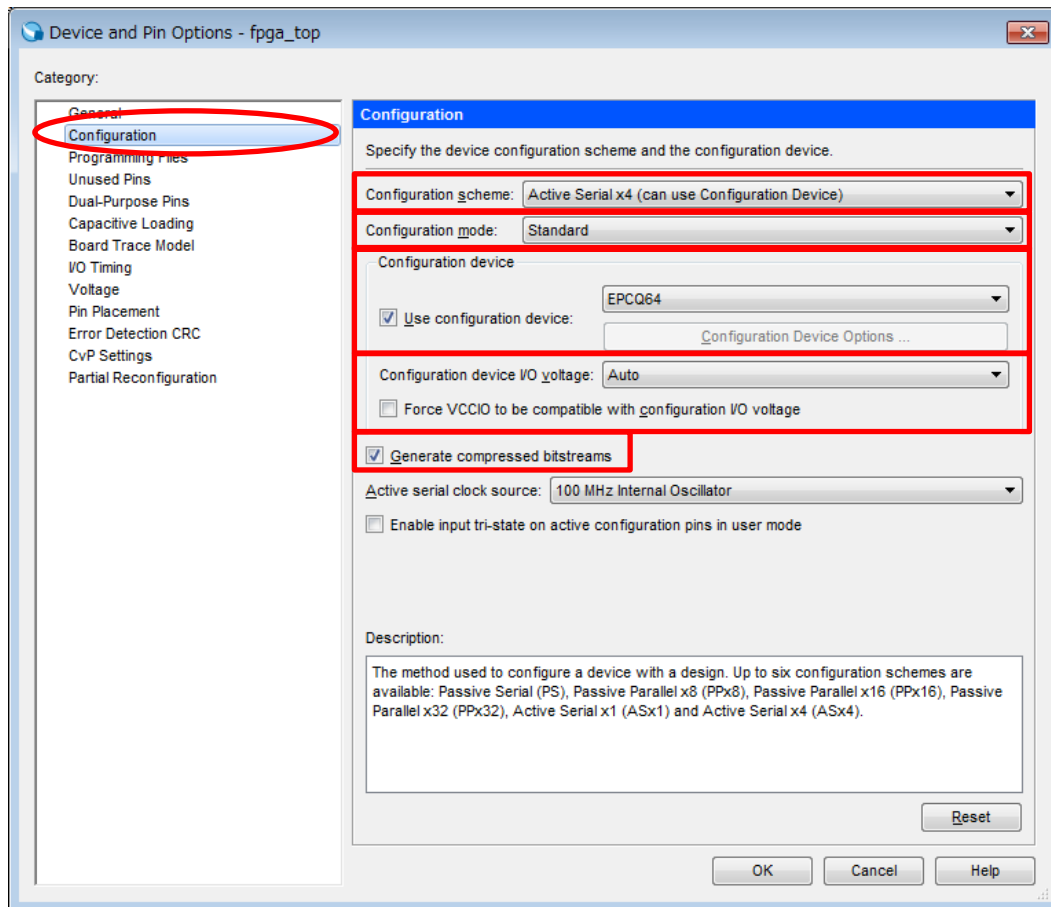 Device and Pin Options - fpga_top
Category:
General
Configuration
Programming Files
Unused Pins
Dual-Purpose Pins
Capacitive Loading
Board Trace Model
I/O Timing
Voltage
Pin Placement
Error Detection CRC
CvP Settings
Partial Reconfiguration
Configuration
Specify the device configuration scheme and the configuration device.
Configuration scheme: Active Serial x4 (can use Configuration Device)
Configuration mode: Standard
Configuration device
EPCQ64
Use configuration device:
Configuration Device Options ...
Configuration device I/O voltage: Auto
Force VCCIO to be compatible with configuration I/O voltage
Generate compressed bitstreams
Active serial clock source: 100 MHz Internal Oscillator
Enable input tri-state on active configuration pins in user mode
Description:
The method used to configure a device with a design. Up to six configuration schemes are
available: Passive Serial (PS), Passive Parallel x8 (PPx8), Passive Parallel x16 (PPx16), Passive
Parallel x32 (PPx32), Active Serial x1 (ASx1) and Active Serial x4 (ASx4).
Reset
OK Cancel Help